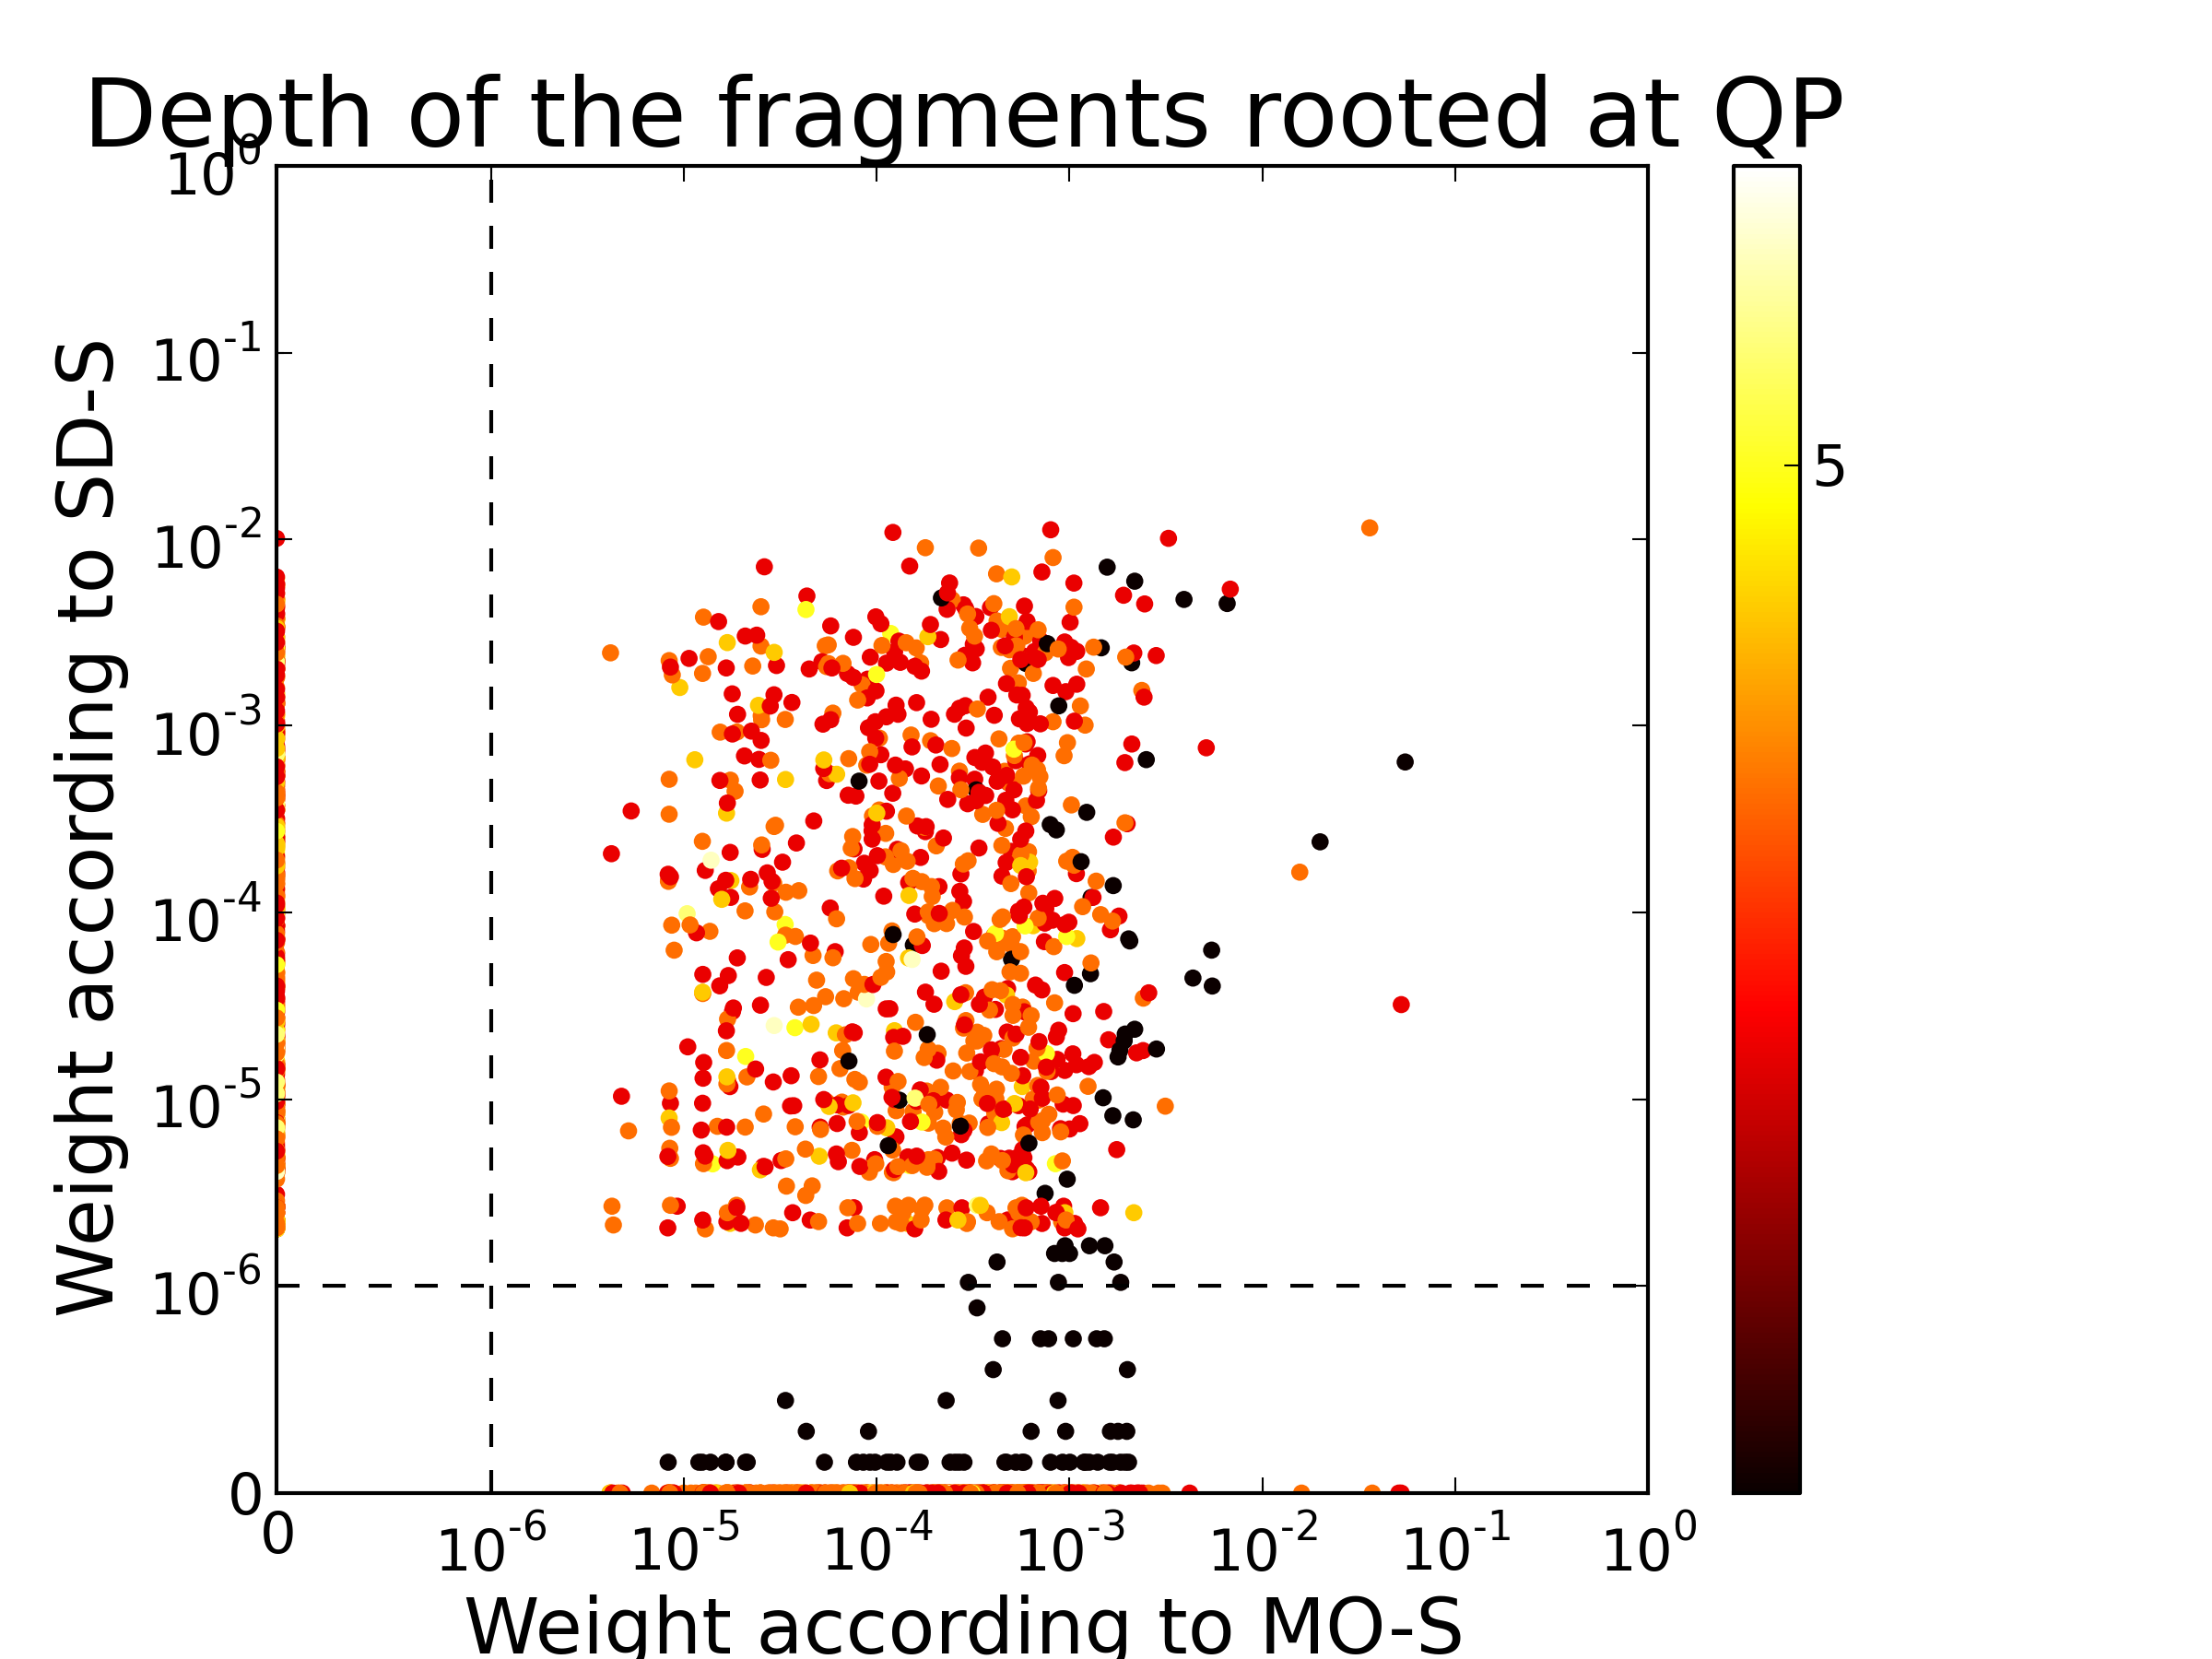 Depth of the fragments rooted at QP
Weight according to SD-S
10^0
10^-1
10^-2
10^-3
10^-4
10^-5
10^-6
0
0 10^-6 10^-5 10^-4 10^-3 10^-2 10^-1 10^0
Weight according to MO-S
5